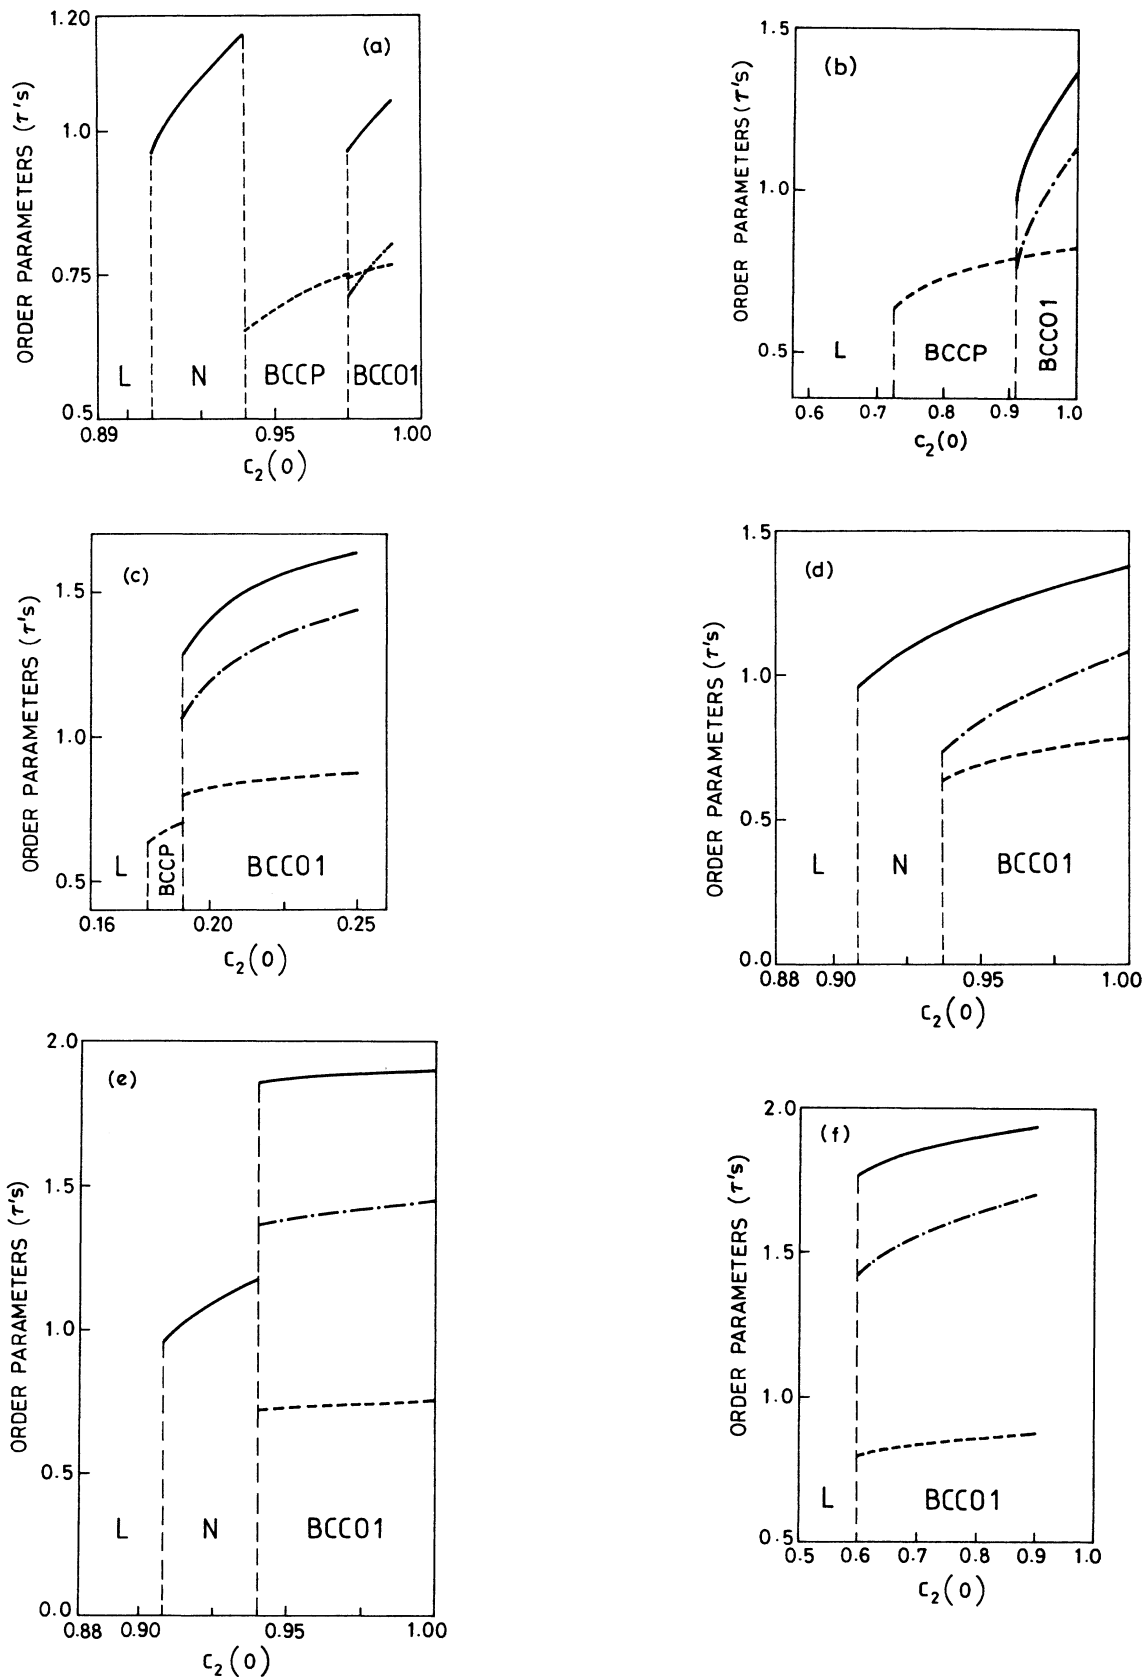 (a)
ORDER PARAMETERS (τ's)
1.20
1.0
0.75
0.5
L N BCCP BCCO1
0.89 0.95 1.00
c₂(0)
(b)
ORDER PARAMETERS (τ's)
1.5
1.0
0.5
L BCCP BCCO1
0.6 0.7 0.8 0.9 1.0
c₂(0)
(c)
ORDER PARAMETERS (τ's)
1.5
1.0
0.5
L BCCP BCCO1
0.16 0.20 0.25
c₂(0)
(d)
ORDER PARAMETERS (τ's)
1.5
1.0
0.5
0.0
L N BCCO1
0.88 0.90 0.95 1.00
c₂(0)
(e)
ORDER PARAMETERS (τ's)
2.0
1.5
1.0
0.5
0.0
L N BCCO1
0.88 0.90 0.95 1.00
c₂(0)
(f)
ORDER PARAMETERS (τ's)
2.0
1.5
1.0
0.5
L BCCO1
0.5 0.6 0.7 0.8 0.9 1.0
c₂(0)